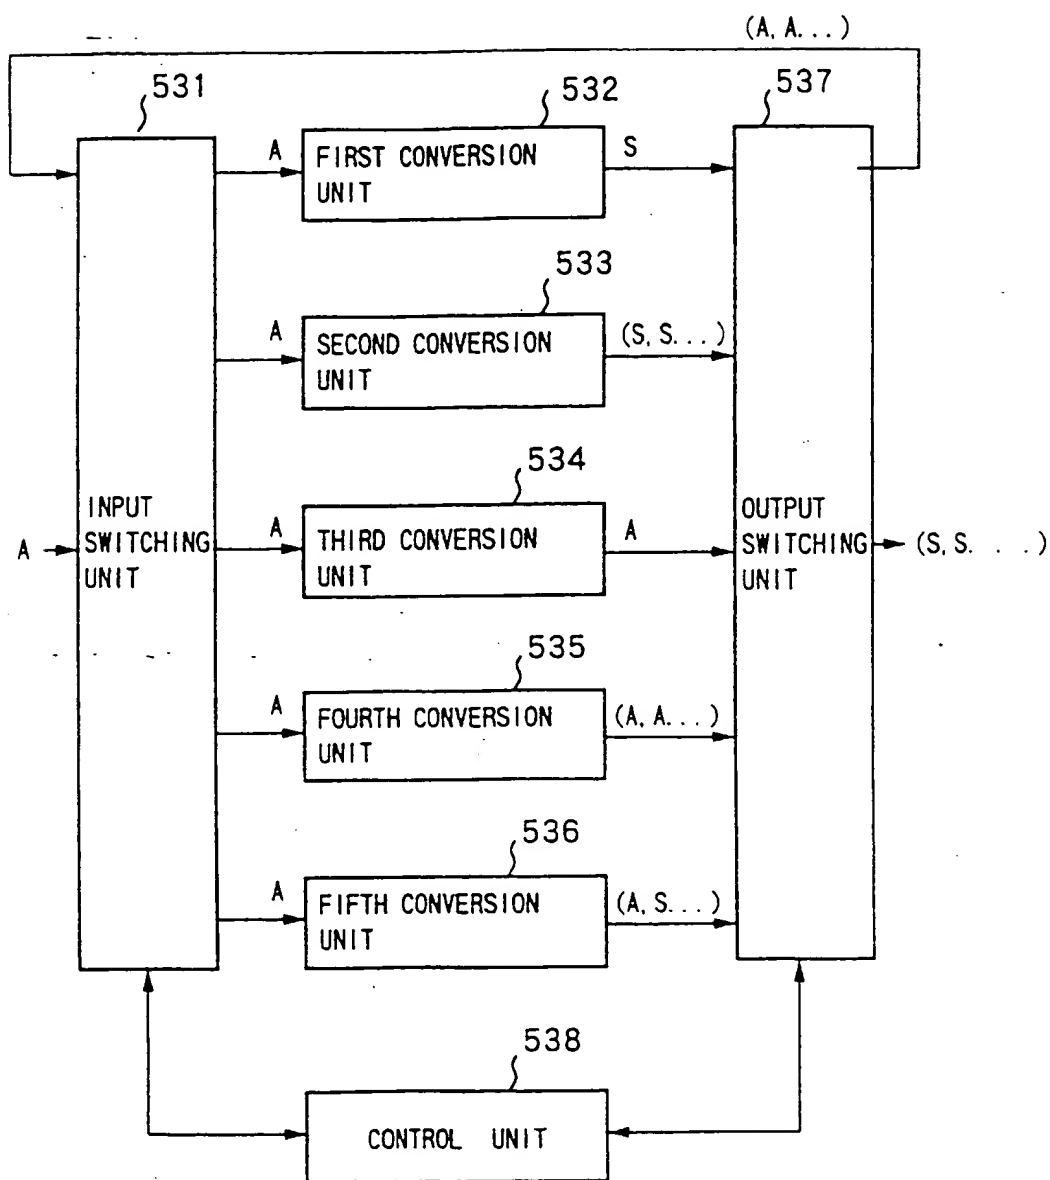 (A, A...)
531
532
537
A
FIRST CONVERSION
UNIT
S
533
A
SECOND CONVERSION
UNIT
(S, S...)
534
A
INPUT
SWITCHING
UNIT
A
THIRD CONVERSION
UNIT
A
OUTPUT
SWITCHING
UNIT
(S, S. . . .)
535
A
FOURTH CONVERSION
UNIT
(A, A...)
536
A
FIFTH CONVERSION
UNIT
(A, S...)
538
CONTROL UNIT